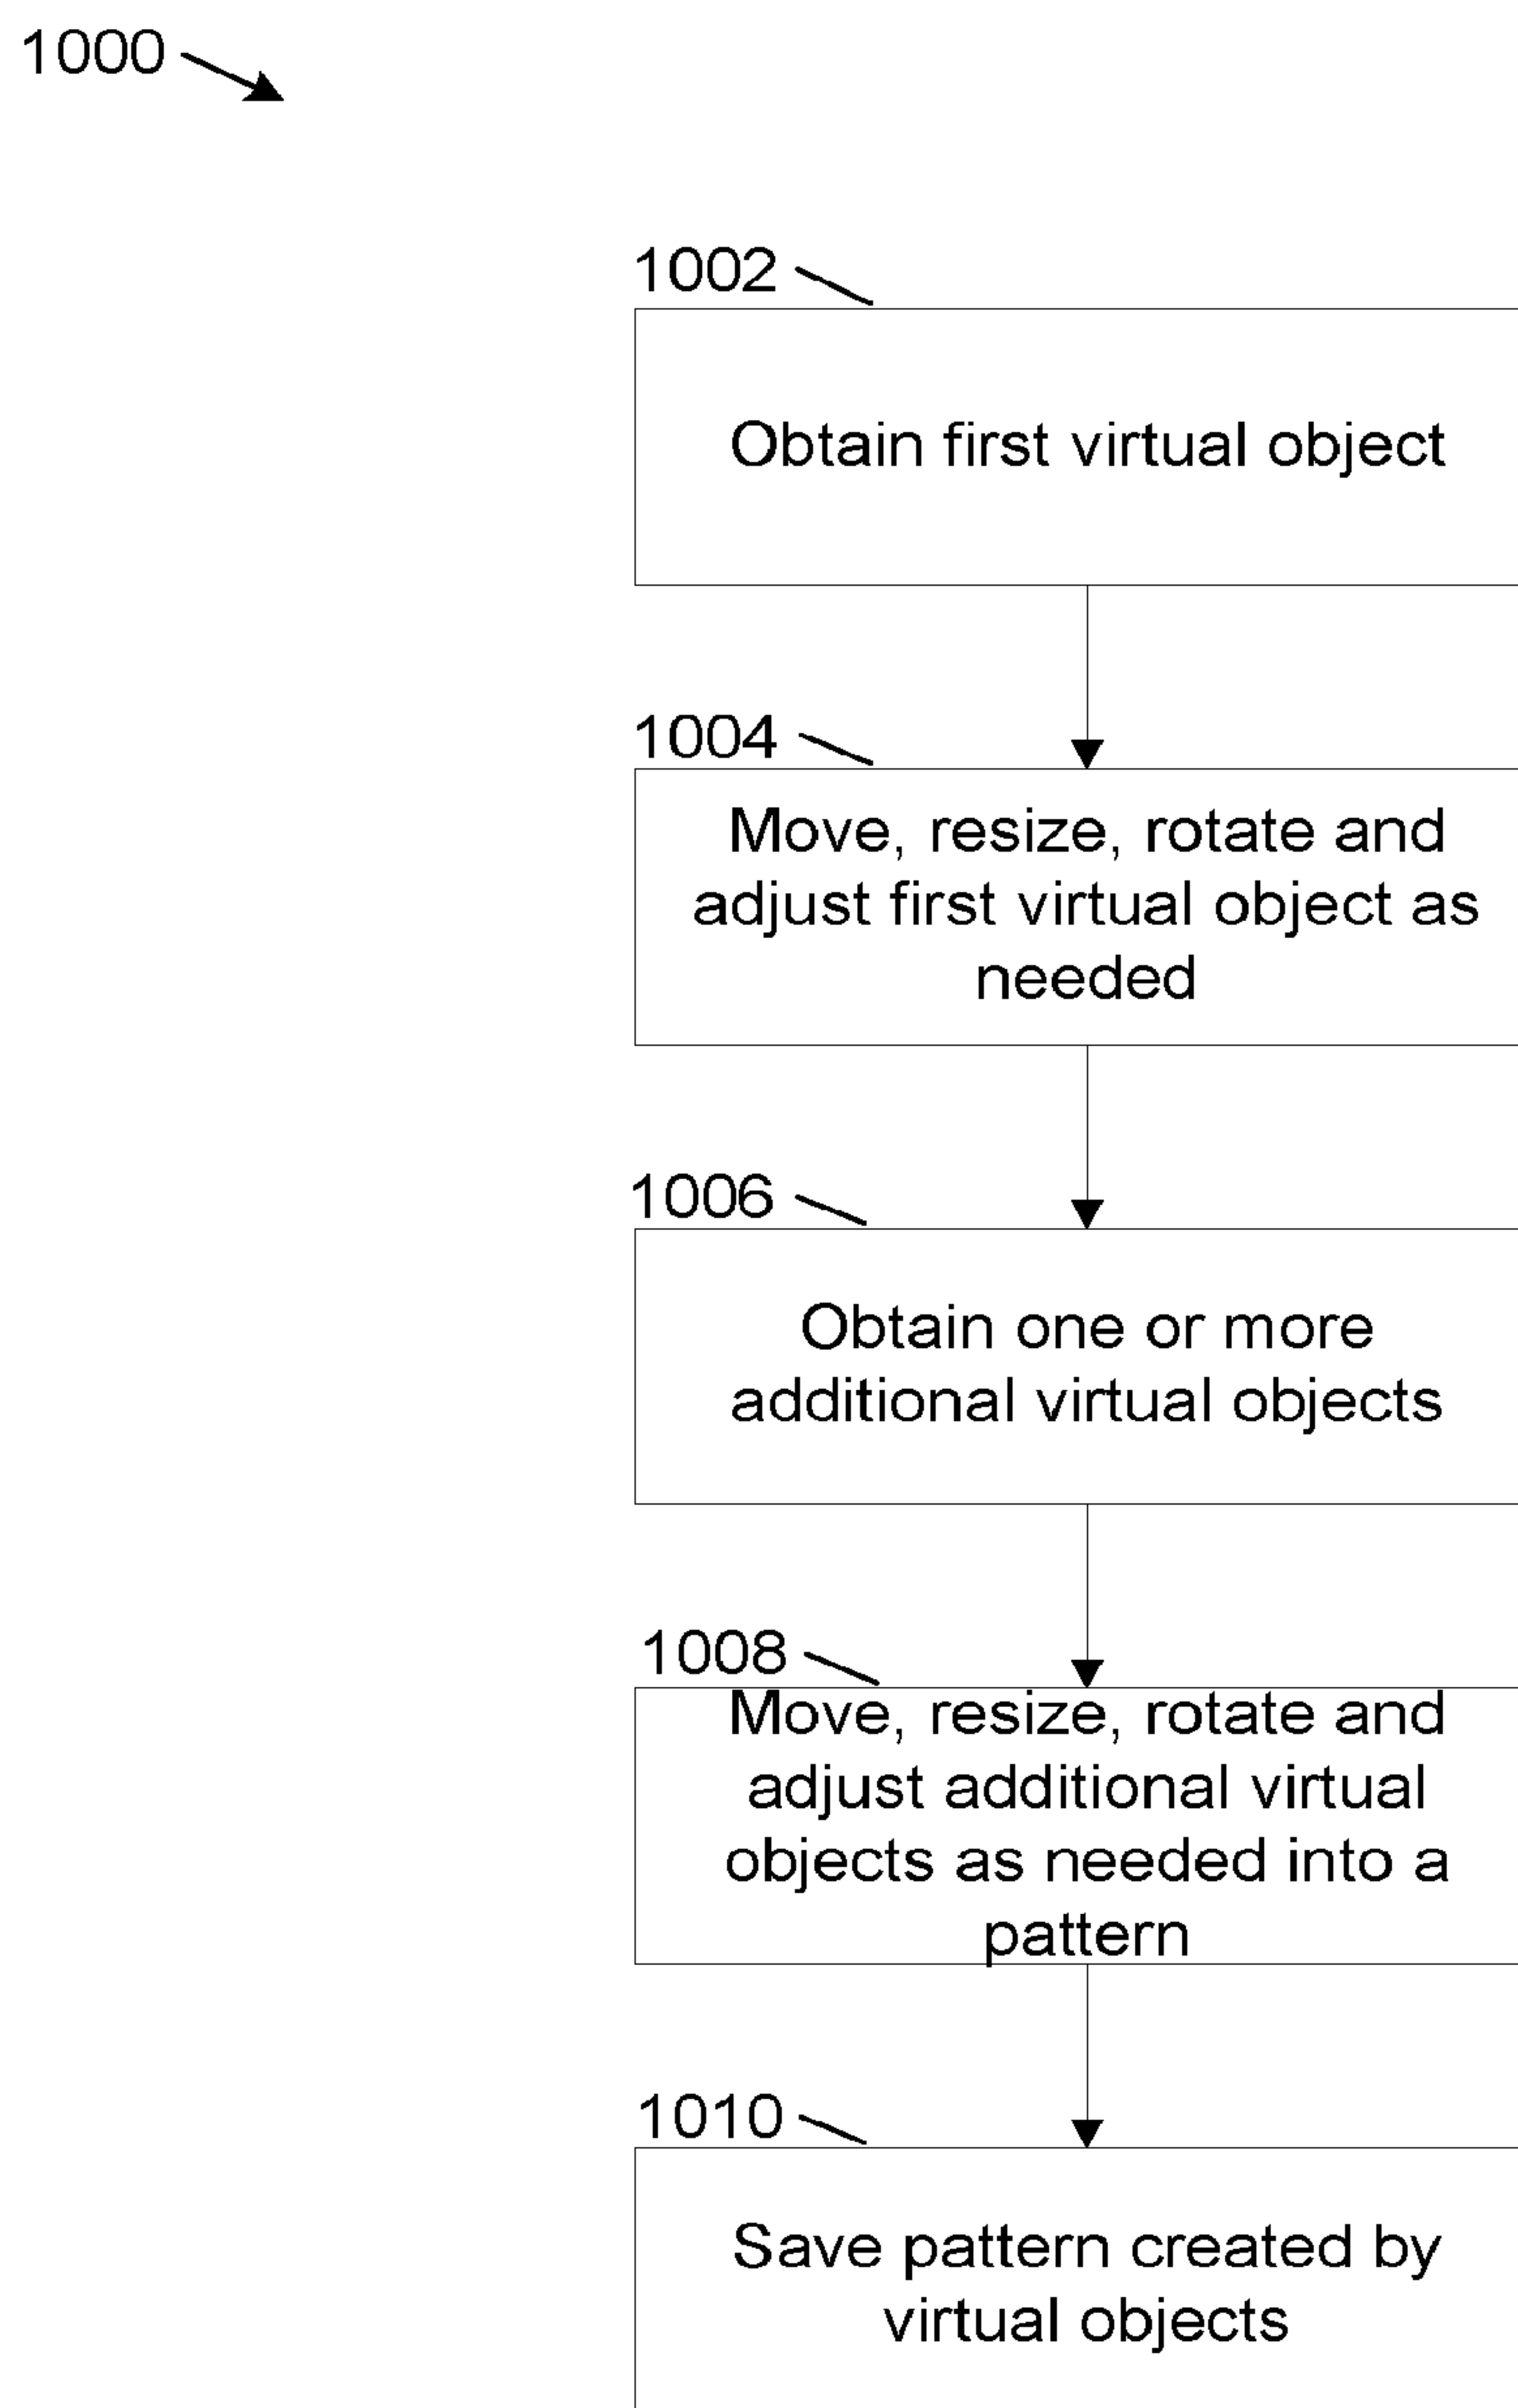 1000
1002
Obtain first virtual object
1004
Move, resize, rotate and
adjust first virtual object as
needed
1006
Obtain one or more
additional virtual objects
1008
Move, resize, rotate and
adjust additional virtual
objects as needed into a
pattern
1010
Save pattern created by
virtual objects